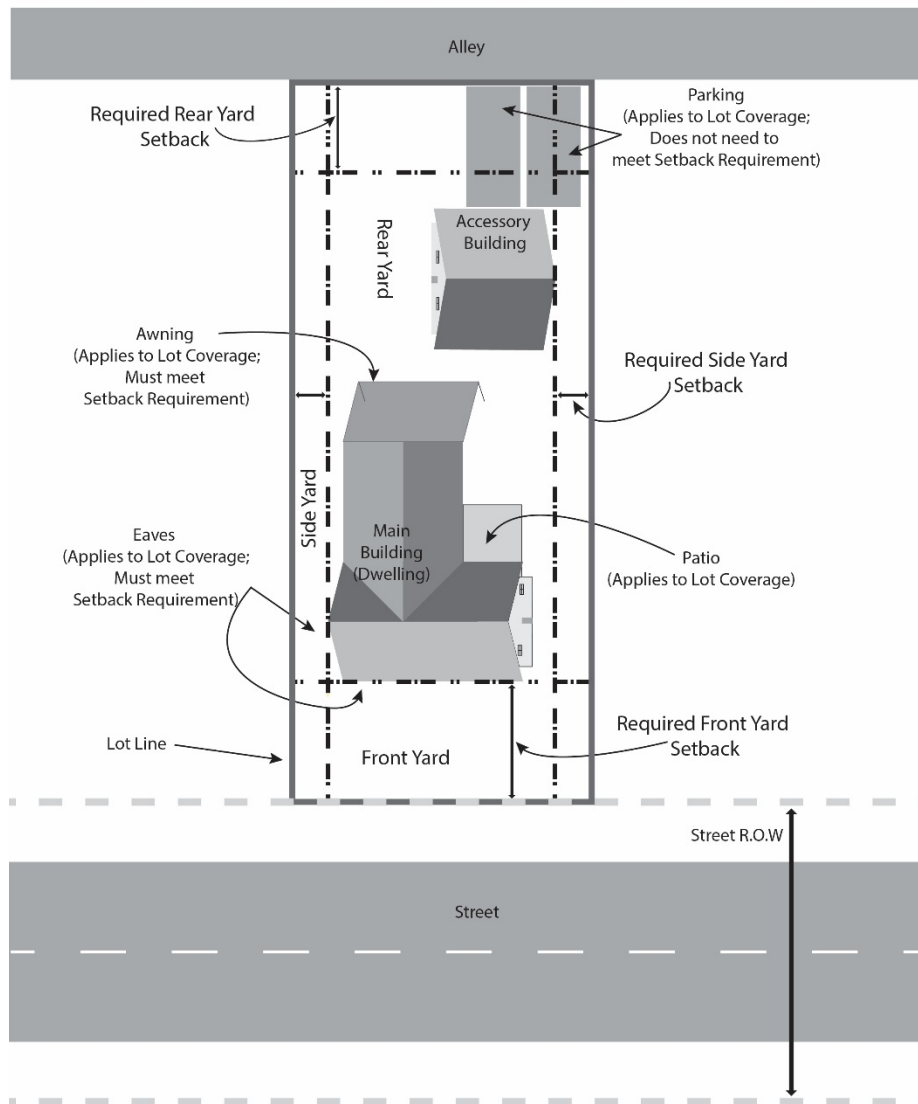 Alley
Required Rear Yard
Setback
Parking
(Applies to Lot Coverage;
Does not need to
meet Setback Requirement)
Rear Yard
Accessory
Building
Awning
(Applies to Lot Coverage;
Must meet
Setback Requirement)
Required Side Yard
Setback
Side Yard
Eaves
(Applies to Lot Coverage;
Must meet
Setback Requirement)
Main
Building
(Dwelling)
Patio
(Applies to Lot Coverage)
Lot Line
Front Yard
Required Front Yard
Setback
Street R.O.W
Street